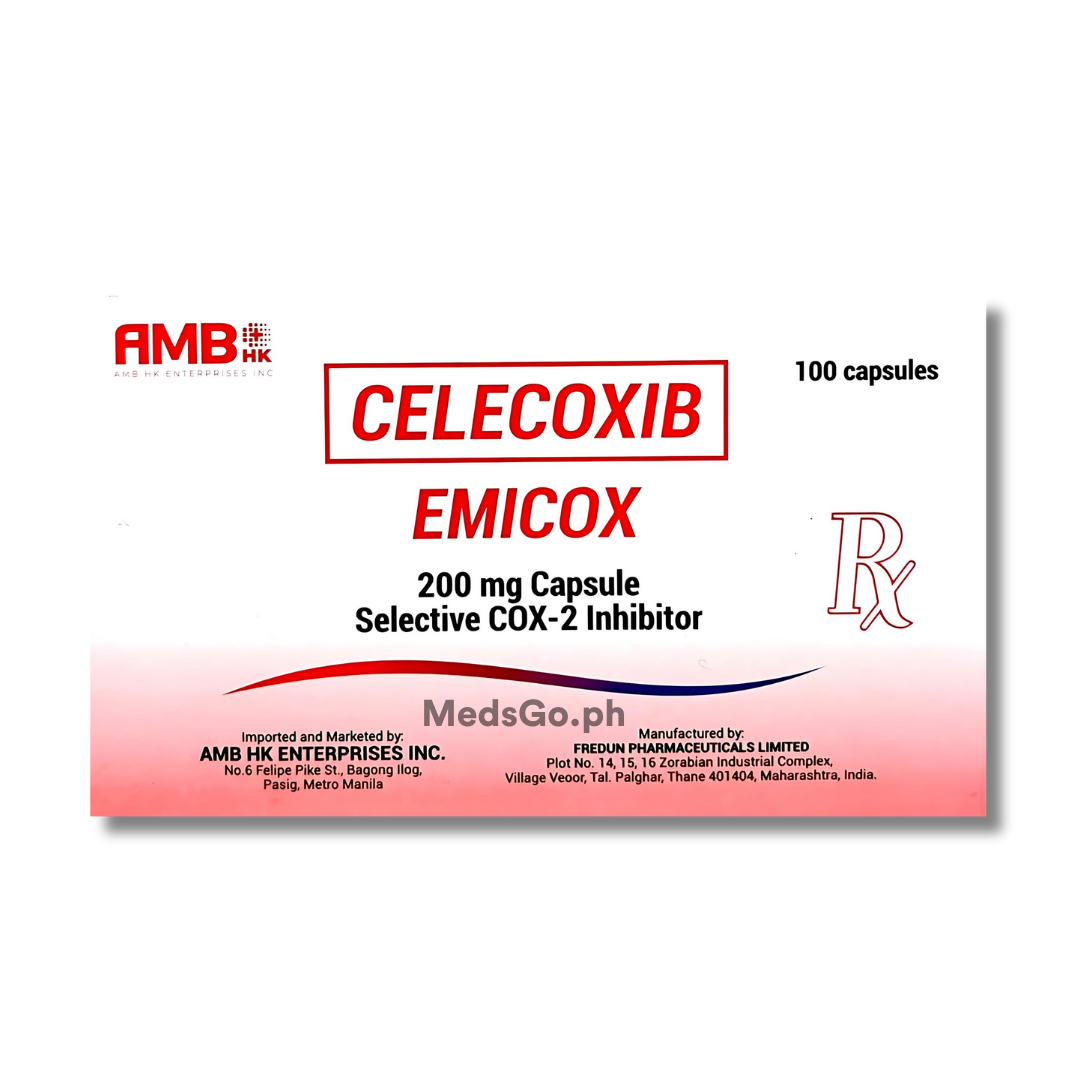 AMB HK
AMB HK ENTERPRISES INC
100 capsules
CELECOXIB
EMICOX
Rx
200 mg Capsule
Selective COX-2 Inhibitor
MedsGo.ph
Imported and Marketed by:
AMB HK ENTERPRISES INC.
No.6 Felipe Pike St., Bagong Ilog,
Pasig, Metro Manila
Manufactured by:
FREDUN PHARMACEUTICALS LIMITED
Plot No. 14, 15, 16 Zorabian Industrial Complex,
Village Veoor, Tal. Palghar, Thane 401404, Maharashtra, India.